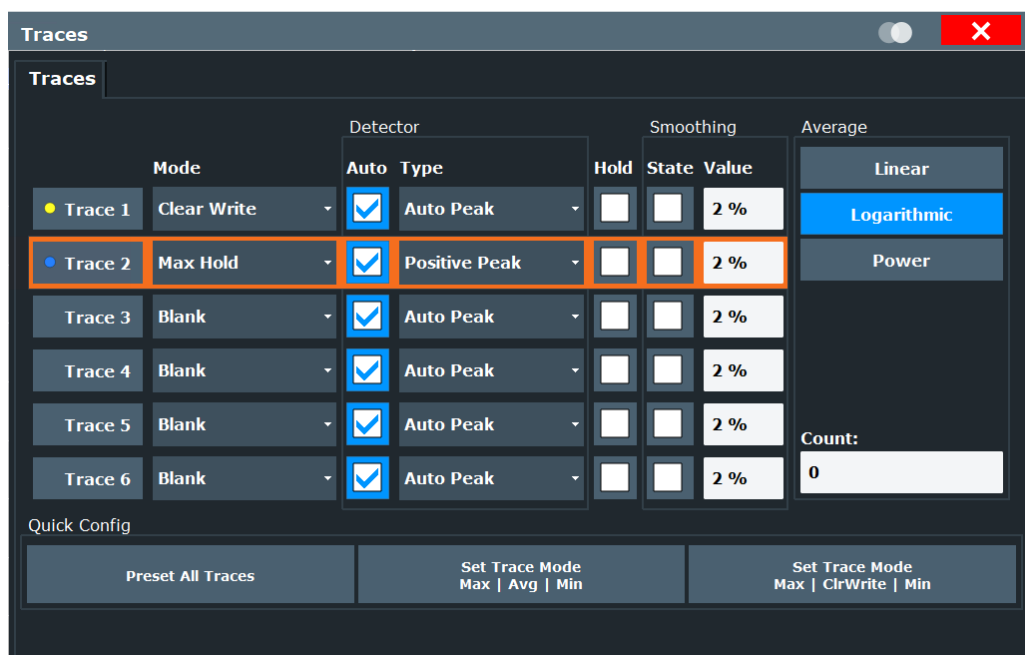 Traces
Traces
Detector Smoothing Average
Mode Auto Type Hold State Value Linear
Trace 1 Clear Write Auto Peak 2 % Logarithmic
Trace 2 Max Hold Positive Peak 2 % Power
Trace 3 Blank Auto Peak 2 %
Trace 4 Blank Auto Peak 2 %
Trace 5 Blank Auto Peak 2 %
Count:
Trace 6 Blank Auto Peak 2 % 0
Quick Config
Preset All Traces
Set Trace Mode
Max | Avg | Min
Set Trace Mode
Max | ClrWrite | Min